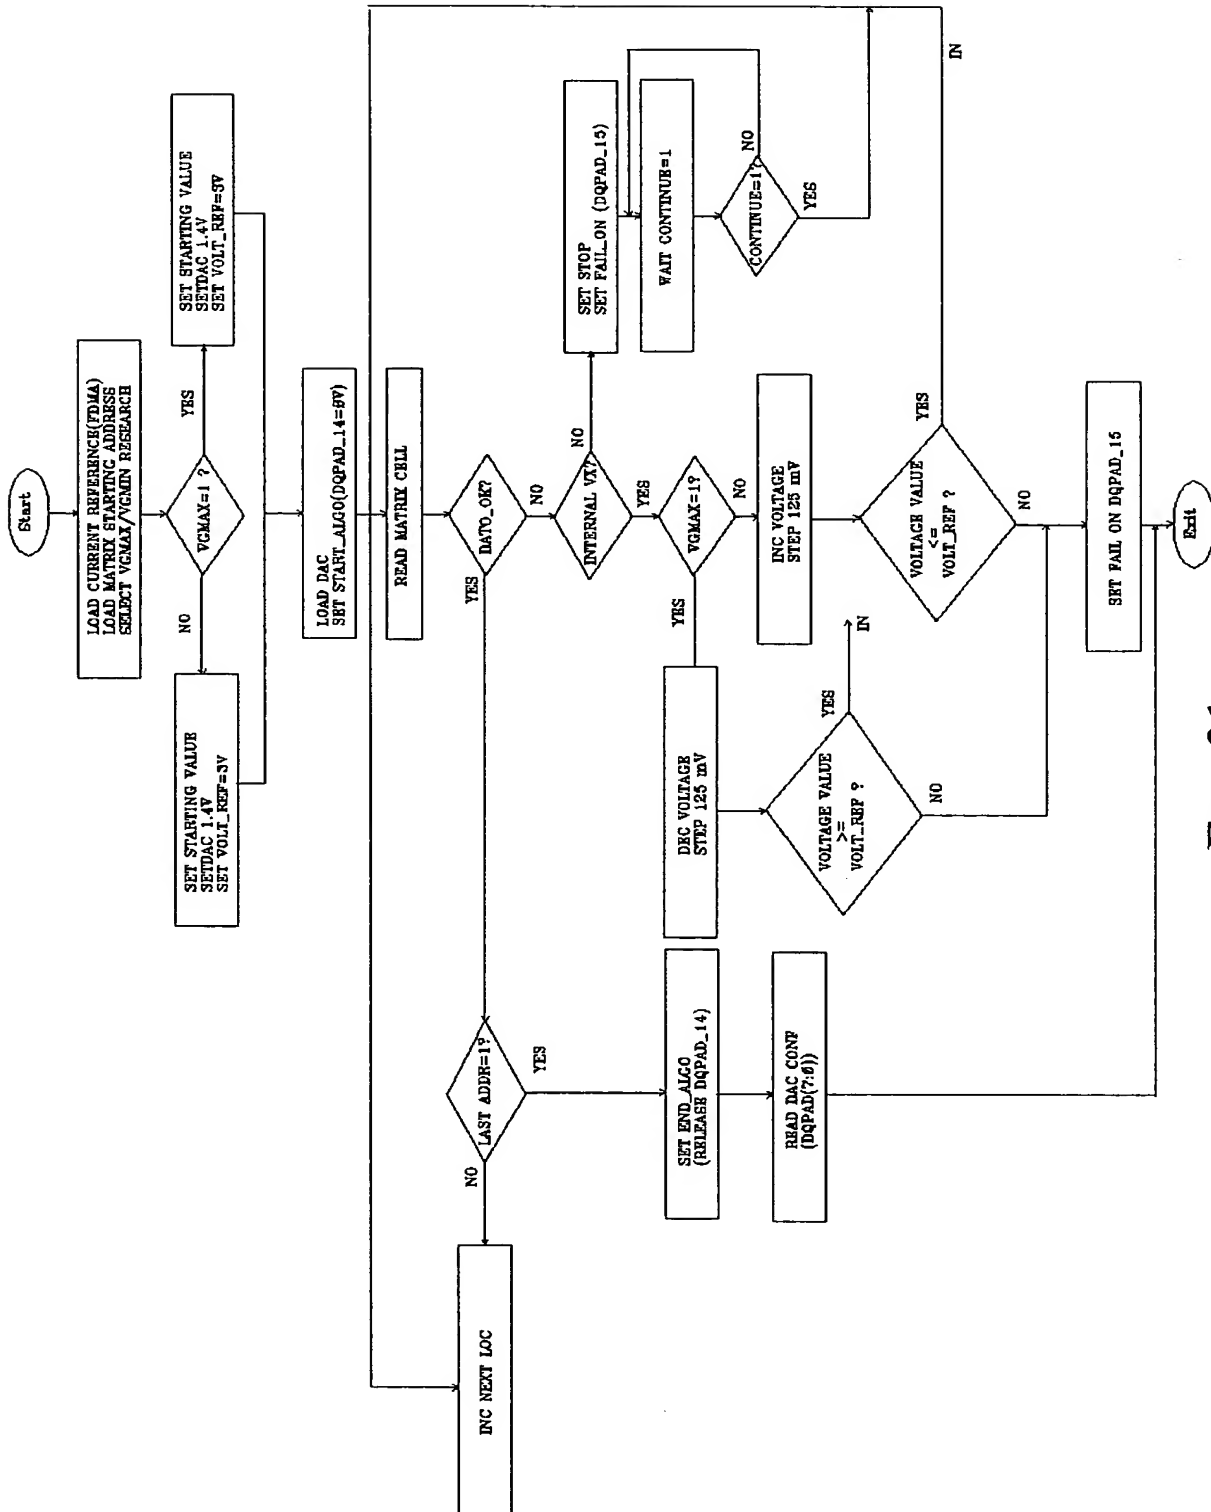 Start
LOAD CURRENT REFERENCE(FDMA)
LOAD MATRIX STARTING ADDRESS
SELECT VGMAX/VGMIN RESEARCH
VGMAX=1 ?
NO
YES
SET STARTING VALUE
SETDAC 1.4V
SET VOLT_REF=3V
SET STARTING VALUE
SETDAC 1.4V
SET VOLT_REF=3V
LOAD DAC
SET START_ALGO(DQPAD_14=0V)
READ MATRIX CELL
DATO_OK?
YES
NO
LAST ADDR=1?
NO
YES
INC NEXT LOC
INTERNAL VX?
NO
YES
SET STOP
SET FAIL_ON (DQPAD_15)
WAIT CONTINUE=1
CONTINUE=1?
NO
YES
VGMAX=1?
YES
NO
SET END_ALGO
(RELEASE DQPAD_14)
DEC VOLTAGE
STEP 125 mV
INC VOLTAGE
STEP 125 mV
READ DAC CONF
(DQPAD(7:0))
VOLTAGE VALUE
>=
VOLT_REF ?
YES
IN
NO
VOLTAGE VALUE
<=
VOLT_REF ?
YES
IN
NO
SET FAIL ON DQPAD_15
Exit